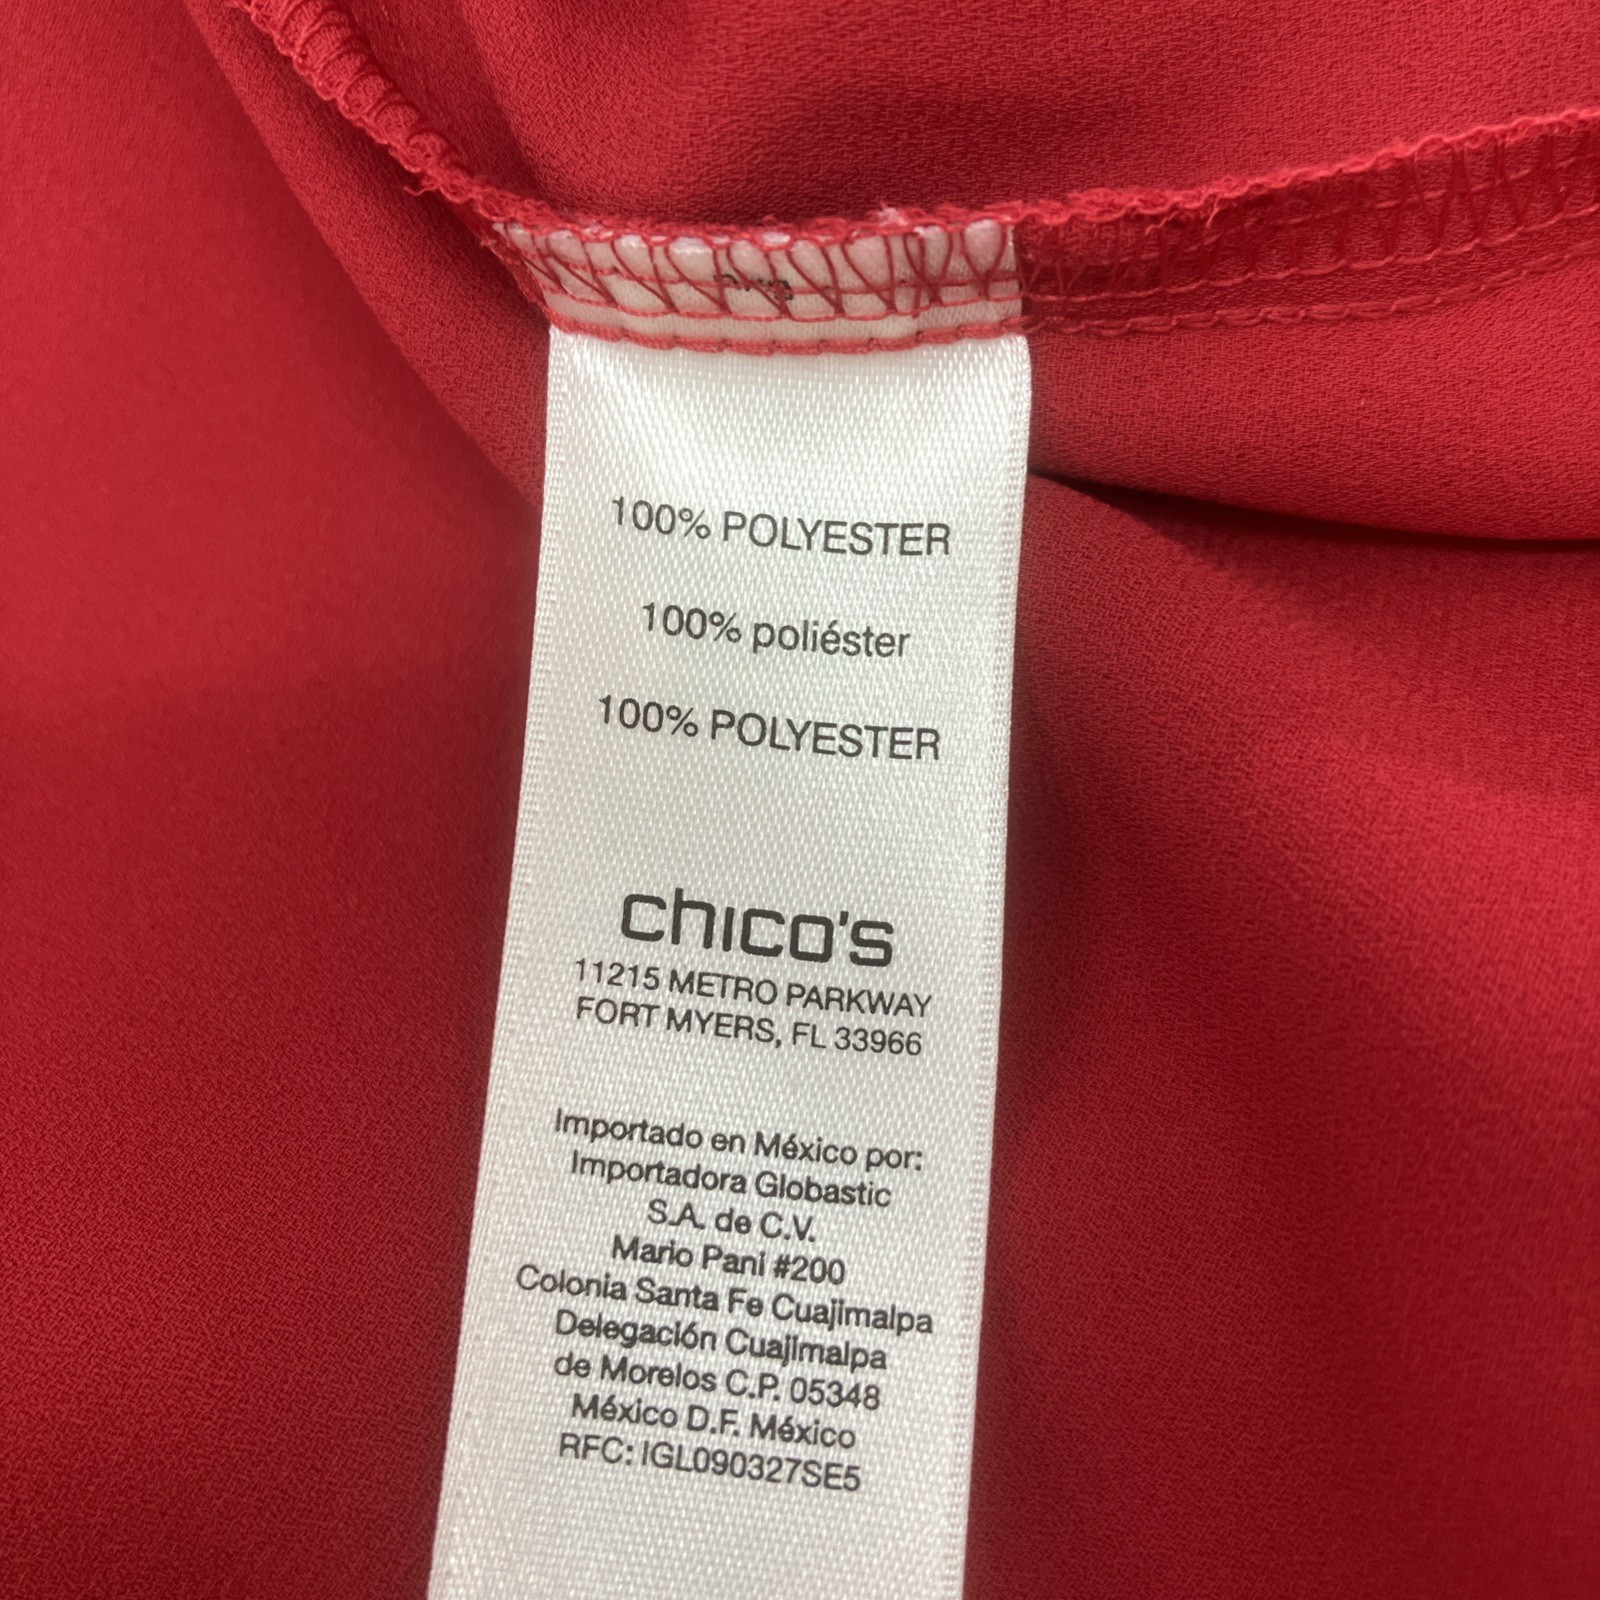 100% POLYESTER
100% poliéster
100% POLYESTER
chico's
11215 METRO PARKWAY
FORT MYERS, FL 33966
Importado en México por:
Importadora Globastic
S.A. de C.V.
Mario Pani #200
Colonia Santa Fe Cuajimalpa
Delegación Cuajimalpa
de Morelos C.P. 05348
México D.F. México
RFC: IGL090327SE5